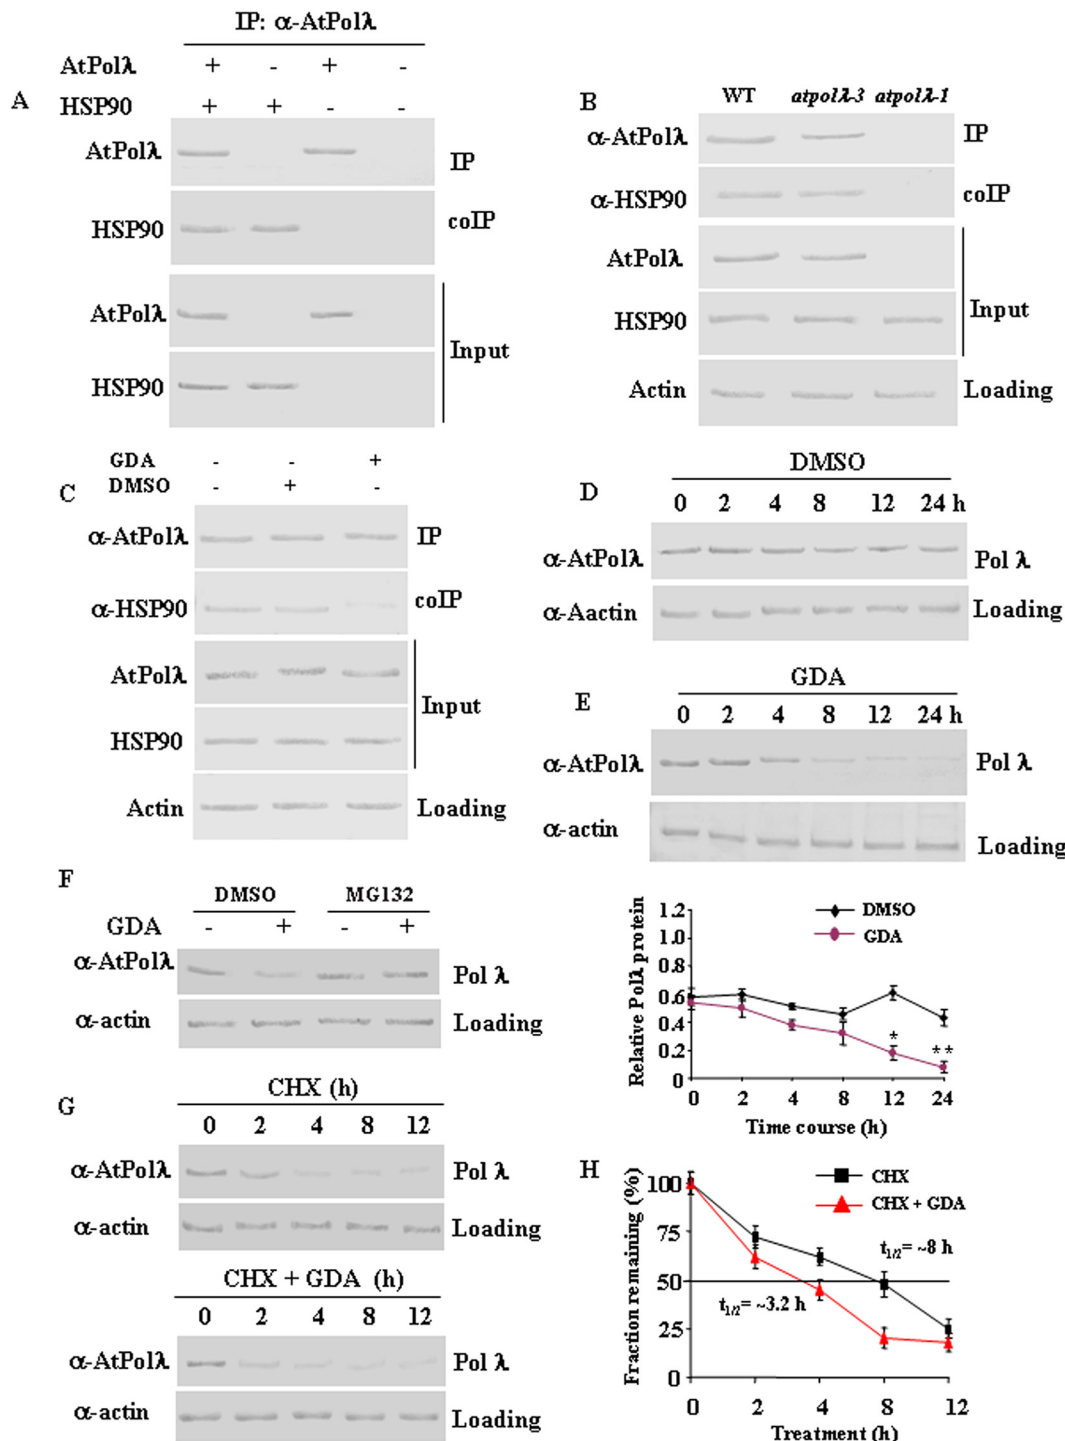 IP: α-AtPolλ
AtPolλ + - + -
A
HSP90 + + - -
AtPolλ IP
HSP90 coIP
AtPolλ
Input
HSP90
B
WT atpolλ-3 atpolλ-1
α-AtPolλ IP
α-HSP90 coIP
AtPolλ
Input
HSP90
Actin Loading
GDA - - +
C
DMSO - + -
α-AtPolλ IP
α-HSP90 coIP
AtPolλ
Input
HSP90
Actin Loading
DMSO
D
0 2 4 8 12 24 h
α-AtPolλ Pol λ
α-Aactin Loading
GDA
E
0 2 4 8 12 24 h
α-AtPolλ Pol λ
α-actin Loading
Relative Polλ protein
1.2
1.0
0.8
0.6
0.4
0.2
0
DMSO
GDA
*
**
0 2 4 8 12 24
Time course (h)
F
DMSO MG132
GDA - + - +
α-AtPolλ Pol λ
α-actin Loading
G
CHX (h)
0 2 4 8 12
α-AtPolλ Pol λ
α-actin Loading
CHX + GDA (h)
0 2 4 8 12
α-AtPolλ Pol λ
α-actin Loading
H
Fraction remaining (%)
100
75
50
25
0
CHX
CHX + GDA
t1/2= ~8 h
t1/2= ~3.2 h
0 2 4 8 12
Treatment (h)